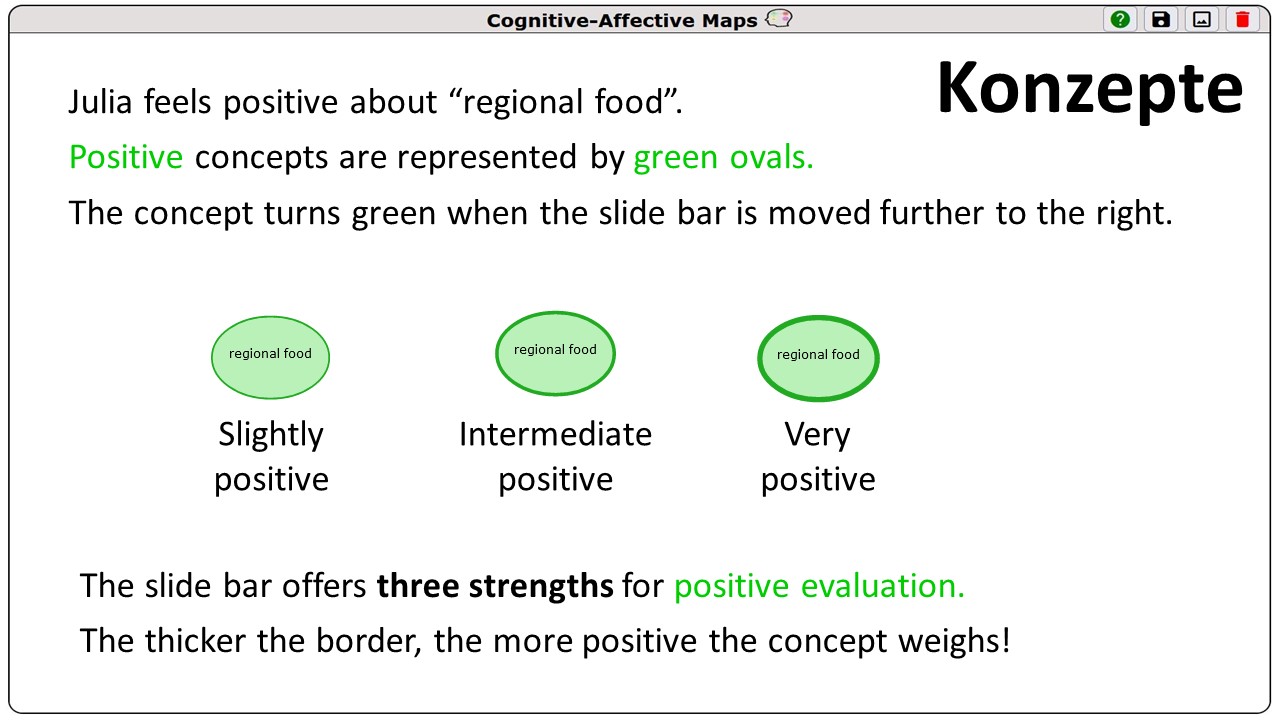 Cognitive-Affective Maps
Konzepte
Julia feels positive about “regional food”.
Positive concepts are represented by green ovals.
The concept turns green when the slide bar is moved further to the right.
regional food
regional food
regional food
Slightly
positive
Intermediate
positive
Very
positive
The slide bar offers three strengths for positive evaluation.
The thicker the border, the more positive the concept weighs!